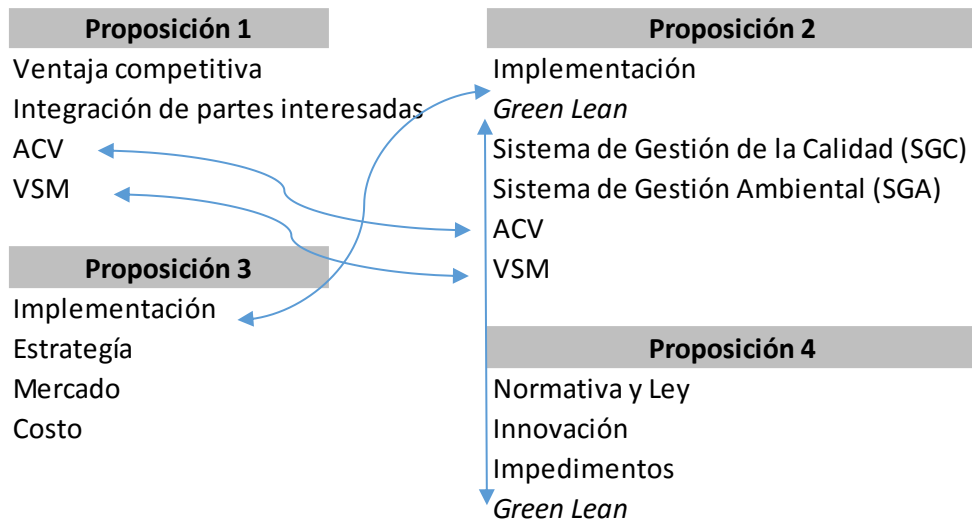 Proposición 1
Ventaja competitiva
Integración de partes interesadas
ACV
VSM
Proposición 2
Implementación
Green Lean
Sistema de Gestión de la Calidad (SGC)
Sistema de Gestión Ambiental (SGA)
ACV
VSM
Proposición 3
Implementación
Estrategía
Mercado
Costo
Proposición 4
Normativa y Ley
Innovación
Impedimentos
Green Lean